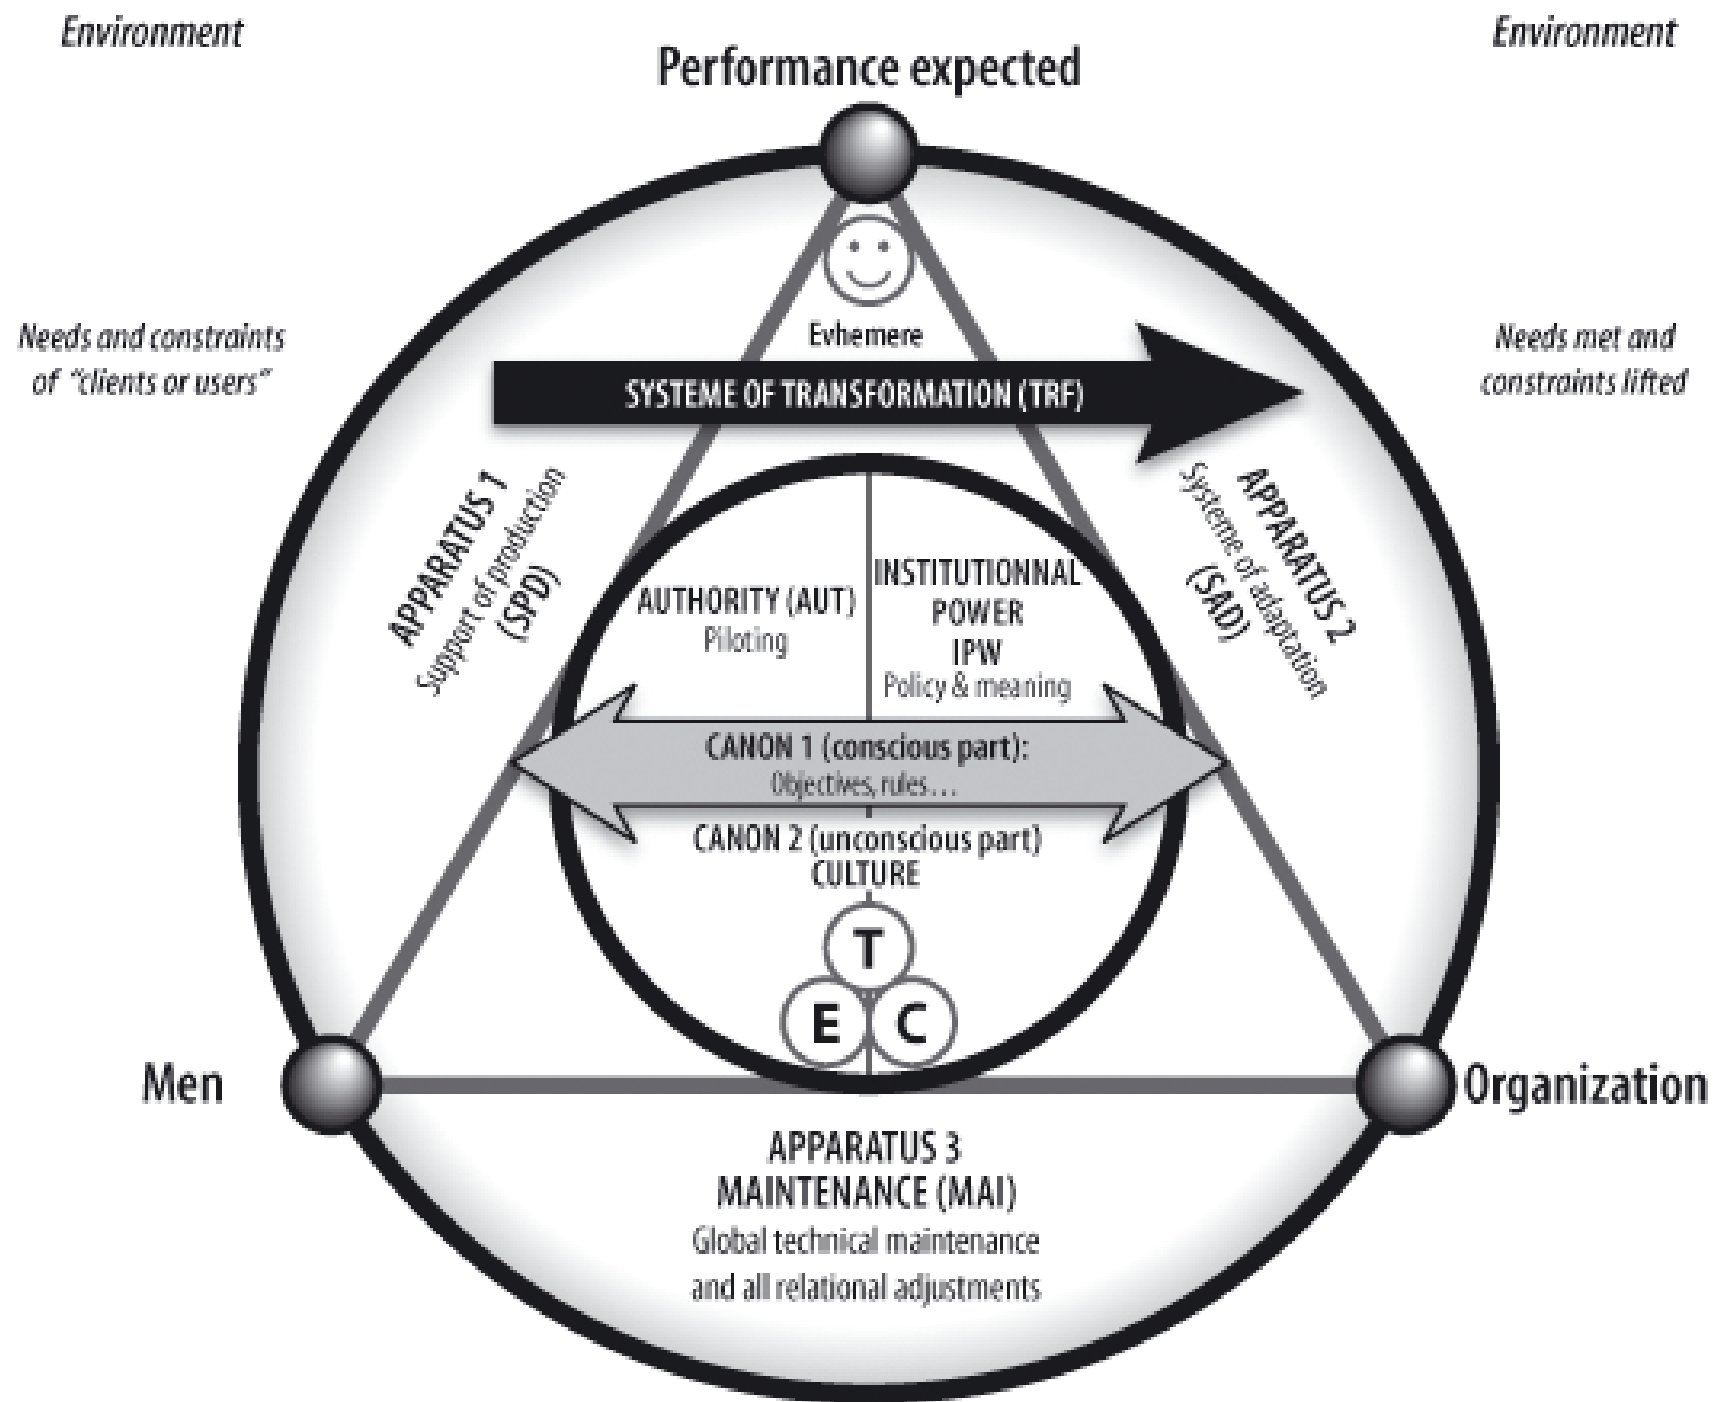 Environment
Environment
Performance expected
Evhemere
Needs and constraints
of “clients or users”
Needs met and
constraints lifted
SYSTEME OF TRANSFORMATION (TRF)
APPARATUS 1
Support of production
(SPD)
APPARATUS 2
Systeme of adaptation
(SAD)
AUTHORITY (AUT)
Piloting
INSTITUTIONNAL
POWER
IPW
Policy & meaning
CANON 1 (conscious part):
Objectives, rules…
CANON 2 (unconscious part)
CULTURE
T
E C
Men
Organization
APPARATUS 3
MAINTENANCE (MAI)
Global technical maintenance
and all relational adjustments